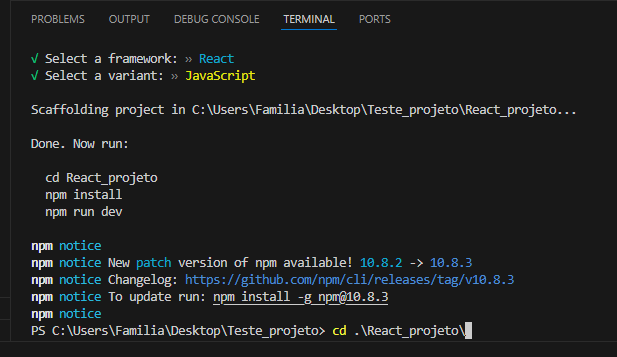 PROBLEMS OUTPUT DEBUG CONSOLE TERMINAL PORTS
√ Select a framework: » React
√ Select a variant: » JavaScript
Scaffolding project in C:\Users\Familia\Desktop\Teste_projeto\React_projeto...
Done. Now run:
cd React_projeto
npm install
npm run dev
npm notice
npm notice New patch version of npm available! 10.8.2 -> 10.8.3
npm notice Changelog: https://github.com/npm/cli/releases/tag/v10.8.3
npm notice To update run: npm install -g npm@10.8.3
npm notice
PS C:\Users\Familia\Desktop\Teste_projeto> cd .\React_projeto\